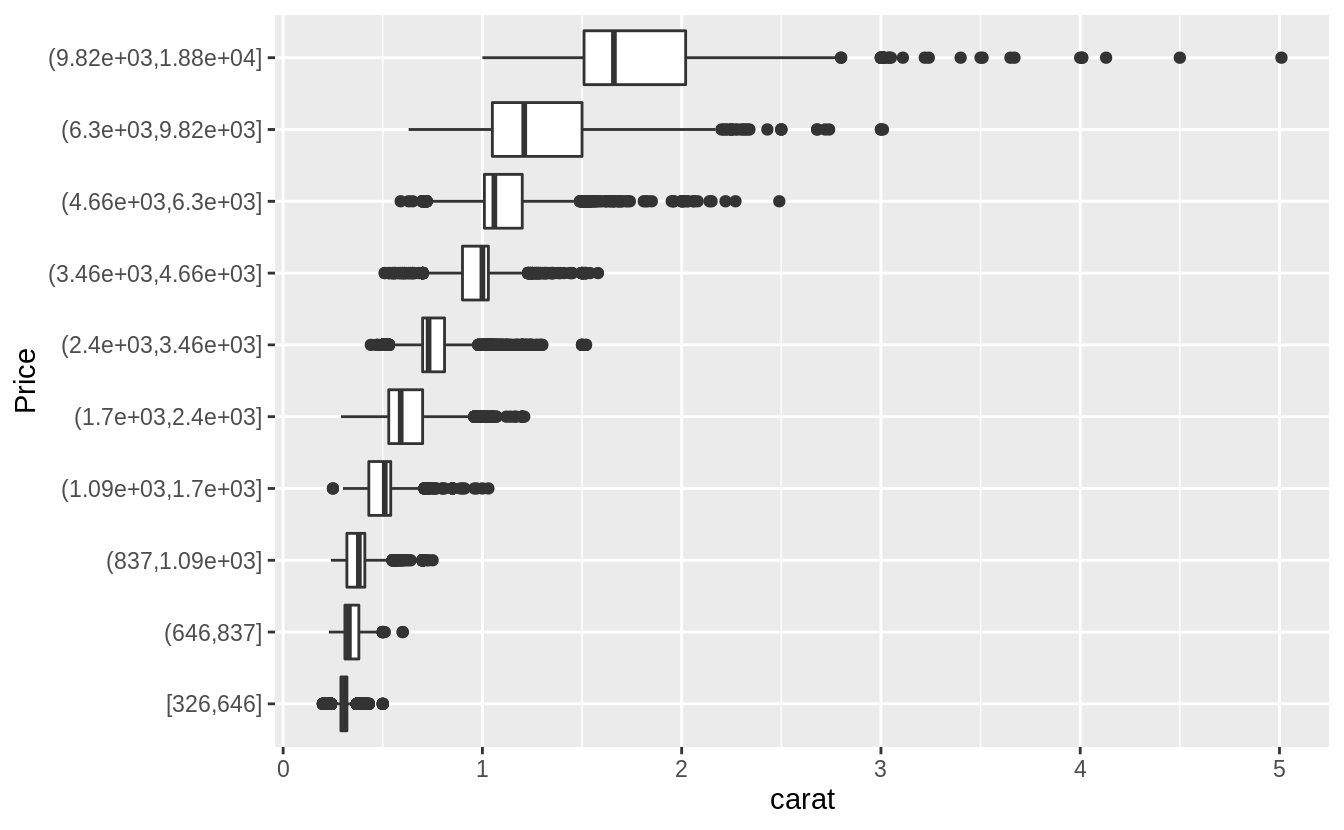 (9.82e+03,1.88e+04]
(6.3e+03,9.82e+03]
(4.66e+03,6.3e+03]
(3.46e+03,4.66e+03]
(2.4e+03,3.46e+03]
(1.7e+03,2.4e+03]
(1.09e+03,1.7e+03]
(837,1.09e+03]
(646,837]
[326,646]
Price
0 1 2 3 4 5
carat